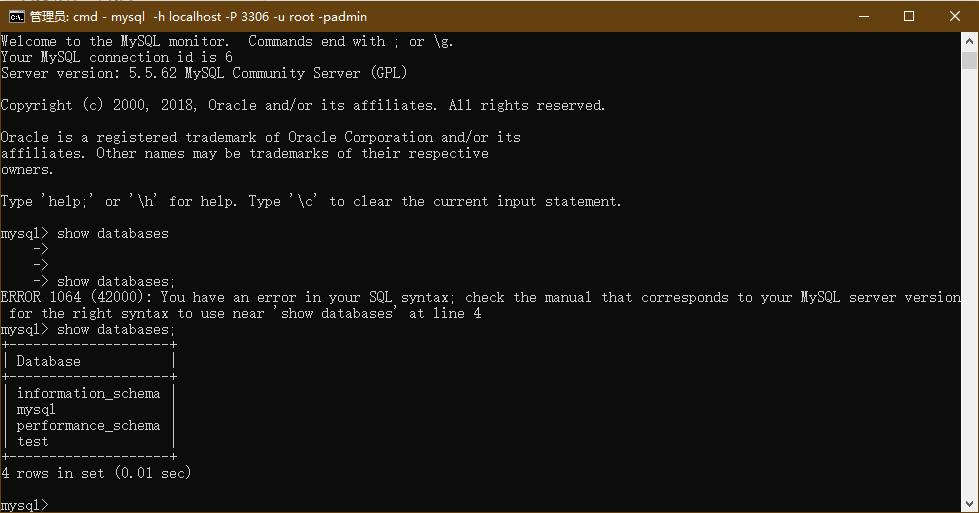 管理员: cmd - mysql  -h localhost -P 3306 -u root -padmin
Welcome to the MySQL monitor.  Commands end with ; or \g.
Your MySQL connection id is 6
Server version: 5.5.62 MySQL Community Server (GPL)
Copyright (c) 2000, 2018, Oracle and/or its affiliates. All rights reserved.
Oracle is a registered trademark of Oracle Corporation and/or its
affiliates. Other names may be trademarks of their respective
owners.
Type 'help;' or '\h' for help. Type '\c' to clear the current input statement.
mysql> show databases
    ->
    ->
    -> show databases;
ERROR 1064 (42000): You have an error in your SQL syntax; check the manual that corresponds to your MySQL server version
 for the right syntax to use near 'show databases' at line 4
mysql> show databases;
+--------------------+
| Database           |
+--------------------+
| information_schema |
| mysql              |
| performance_schema |
| test               |
+--------------------+
4 rows in set (0.01 sec)
mysql>